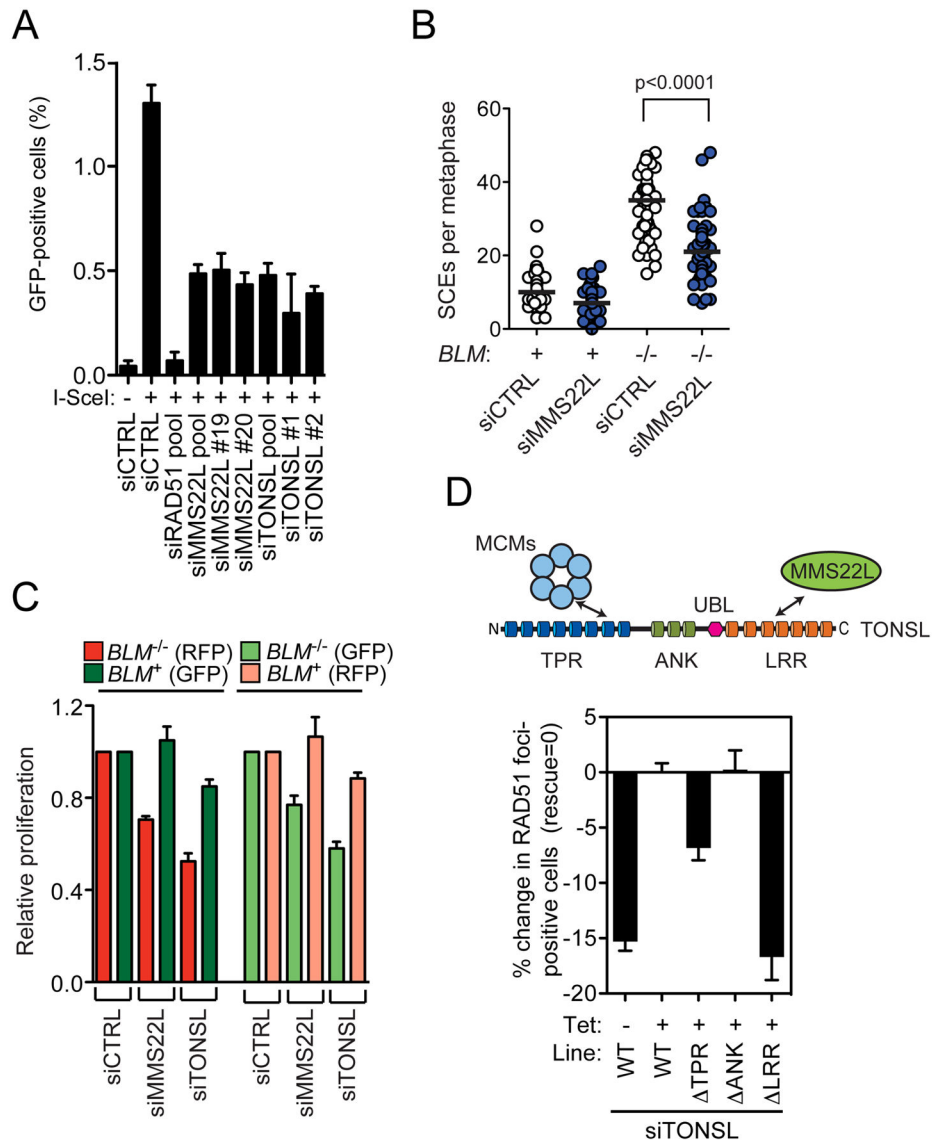 A
GFP-positive cells (%)
1.5
1.0
0.5
0.0
I-SceI: - + + + + + + + +
siCTRL
siCTRL
siRAD51 pool
siMMS22L pool
siMMS22L #19
siMMS22L #20
siTONSL pool
siTONSL #1
siTONSL #2
B
p<0.0001
SCEs per metaphase
60
40
20
0
BLM: + + -/- -/-
siCTRL
siMMS22L
siCTRL
siMMS22L
C
BLM-/- (RFP)
BLM+ (GFP)
BLM-/- (GFP)
BLM+ (RFP)
Relative proliferation
1.2
0.8
0.4
0.0
siCTRL
siMMS22L
siTONSL
siCTRL
siMMS22L
siTONSL
D
MCMs
MMS22L
UBL
N
C
TONSL
TPR
ANK
LRR
% change in RAD51 foci-
positive cells (rescue=0)
5
0
-5
-10
-15
-20
Tet: - + + + +
Line:
WT
WT
ΔTPR
ΔANK
ΔLRR
siTONSL